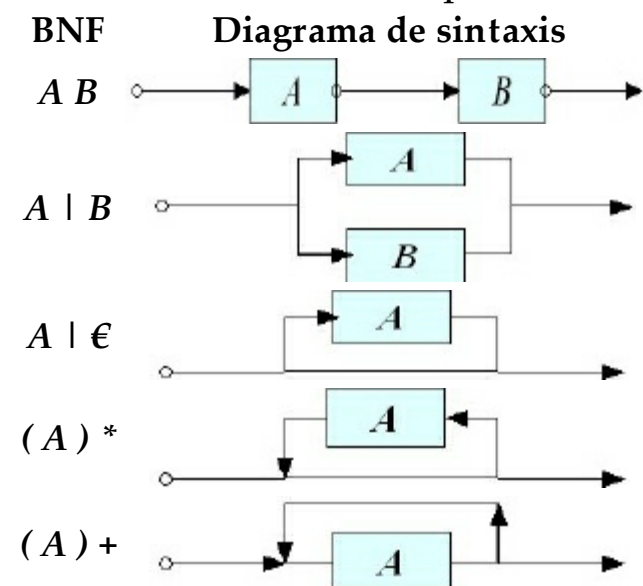 BNF Diagrama de sintaxis
A B A B
A | B A
B
A | € A
( A ) * A
( A ) + A